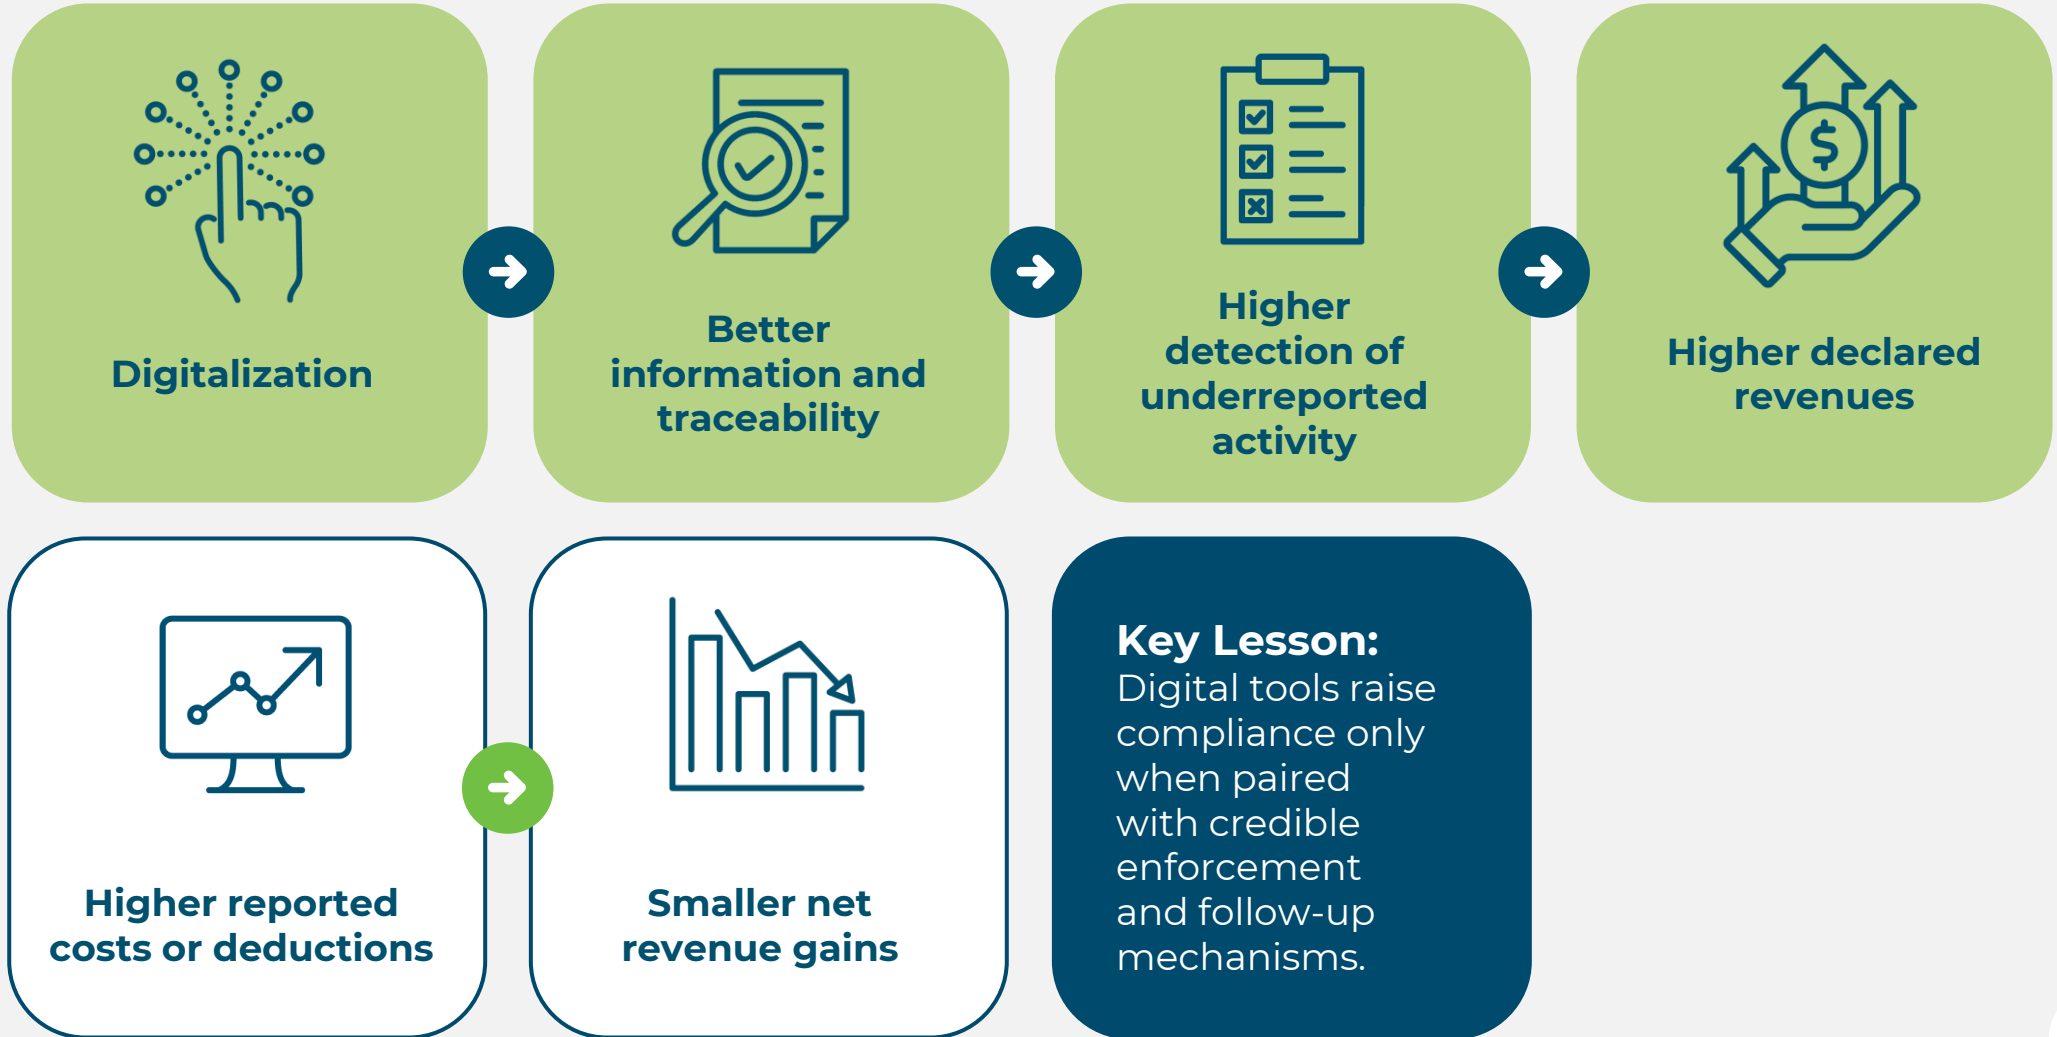 Digitalization
Better
information and
traceability
Higher
detection of
underreported
activity
Higher declared
revenues
Higher reported
costs or deductions
Smaller net
revenue gains
Key Lesson:
Digital tools raise
compliance only
when paired
with credible
enforcement
and follow-up
mechanisms.